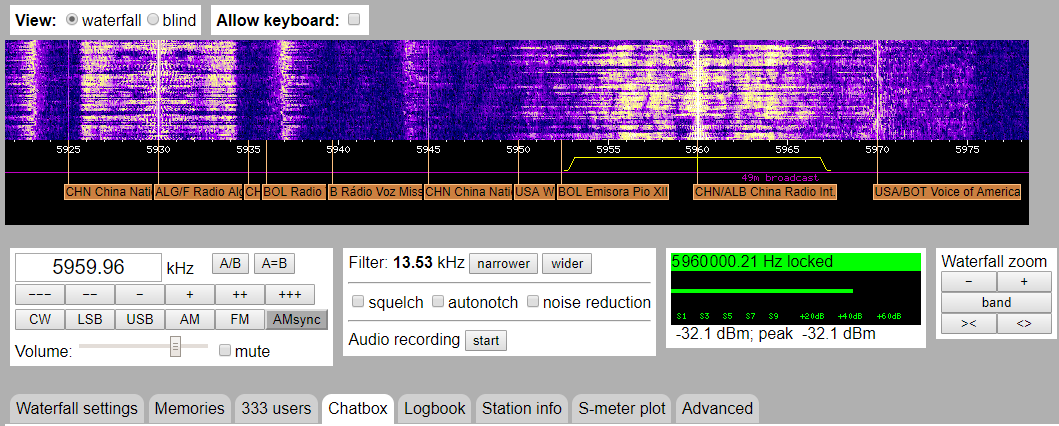 View: waterfall blind Allow keyboard:
5925 5930 5935 5940 5945 5950 5955 5960 5965 5970 5975
49m broadcast
CHN China Nati ALG/F Radio Alg CH BOL Radio B Rádio Voz Miss CHN China Nati USA W BOL Emisora Pio XII CHN/ALB China Radio Int. USA/BOT Voice of America
5959.96 kHz A/B A=B
--- -- - + ++ +++
CW LSB USB AM FM AMsync
Volume: mute
Filter: 13.53 kHz narrower wider
squelch autonotch noise reduction
Audio recording start
5960000.21 Hz locked
S1 S3 S5 S7 S9 +20dB +40dB +60dB
-32.1 dBm; peak -32.1 dBm
Waterfall zoom
- +
band
>< <>
Waterfall settings Memories 333 users Chatbox Logbook Station info S-meter plot Advanced